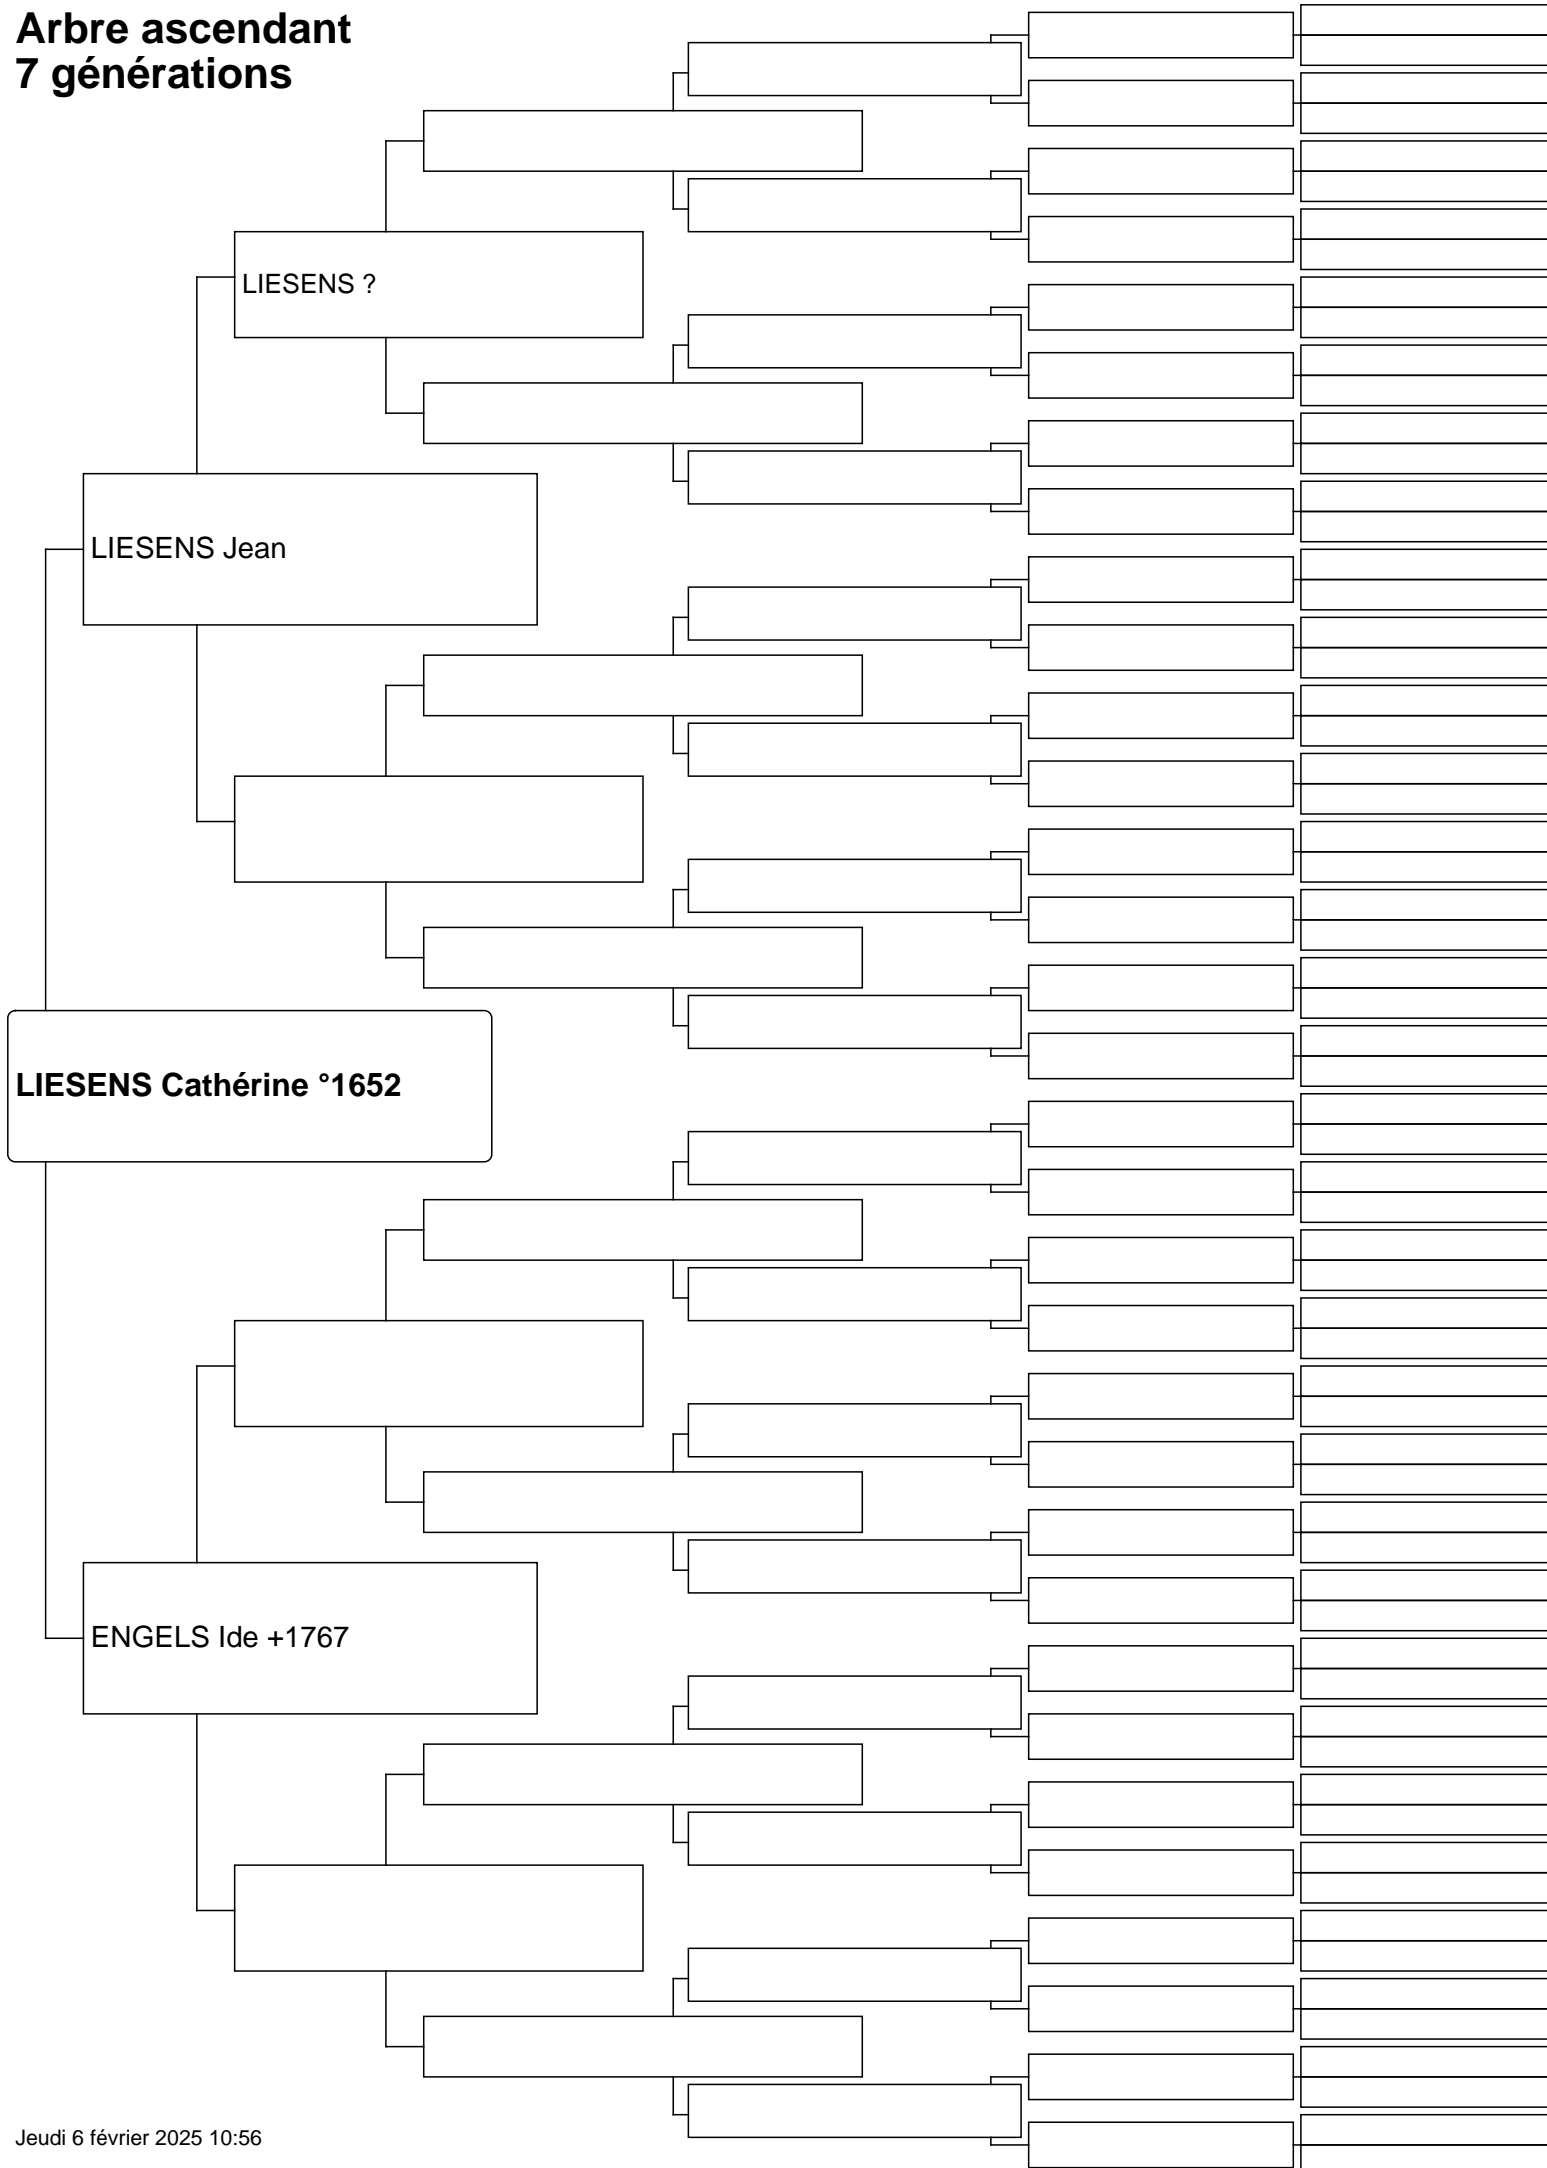 Arbre ascendant
7 générations
LIESENS ?
LIESENS Jean
LIESENS Cathérine °1652
ENGELS Ide +1767
Jeudi 6 février 2025 10:56